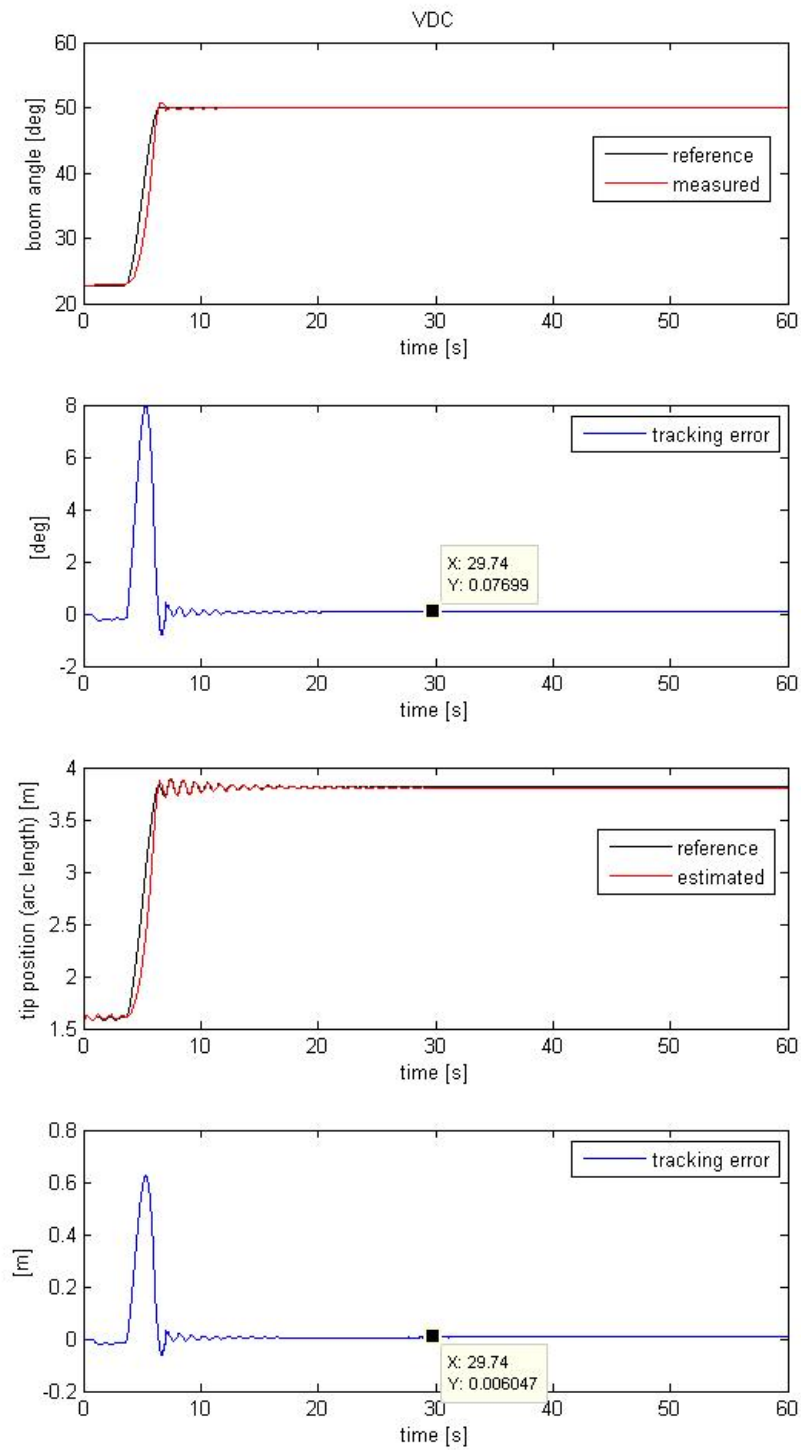 VDC
60
50
40
30
20
boom angle [deg]
reference
measured
0 10 20 30 40 50 60
time [s]
8
6
4
2
0
-2
[deg]
tracking error
X: 29.74
Y: 0.07699
0 10 20 30 40 50 60
time [s]
4
3.5
3
2.5
2
1.5
tip position (arc length) [m]
reference
estimated
0 10 20 30 40 50 60
time [s]
0.8
0.6
0.4
0.2
0
-0.2
[m]
tracking error
X: 29.74
Y: 0.006047
0 10 20 30 40 50 60
time [s]